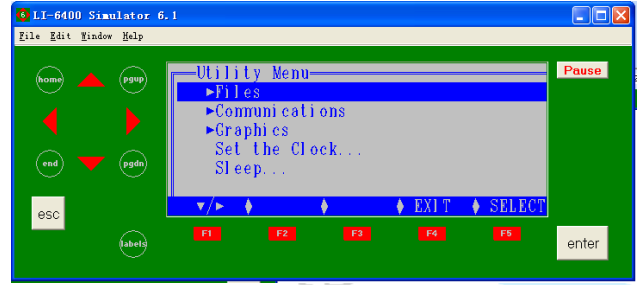 LI-6400 Simulator 6.1
File Edit Window Help
home pgup
end pgdn
esc
labels
Utility Menu
►Files
►Communications
►Graphics
Set the Clock...
Sleep...
▼/► EXIT SELECT
F1 F2 F3 F4 F5
Pause
enter